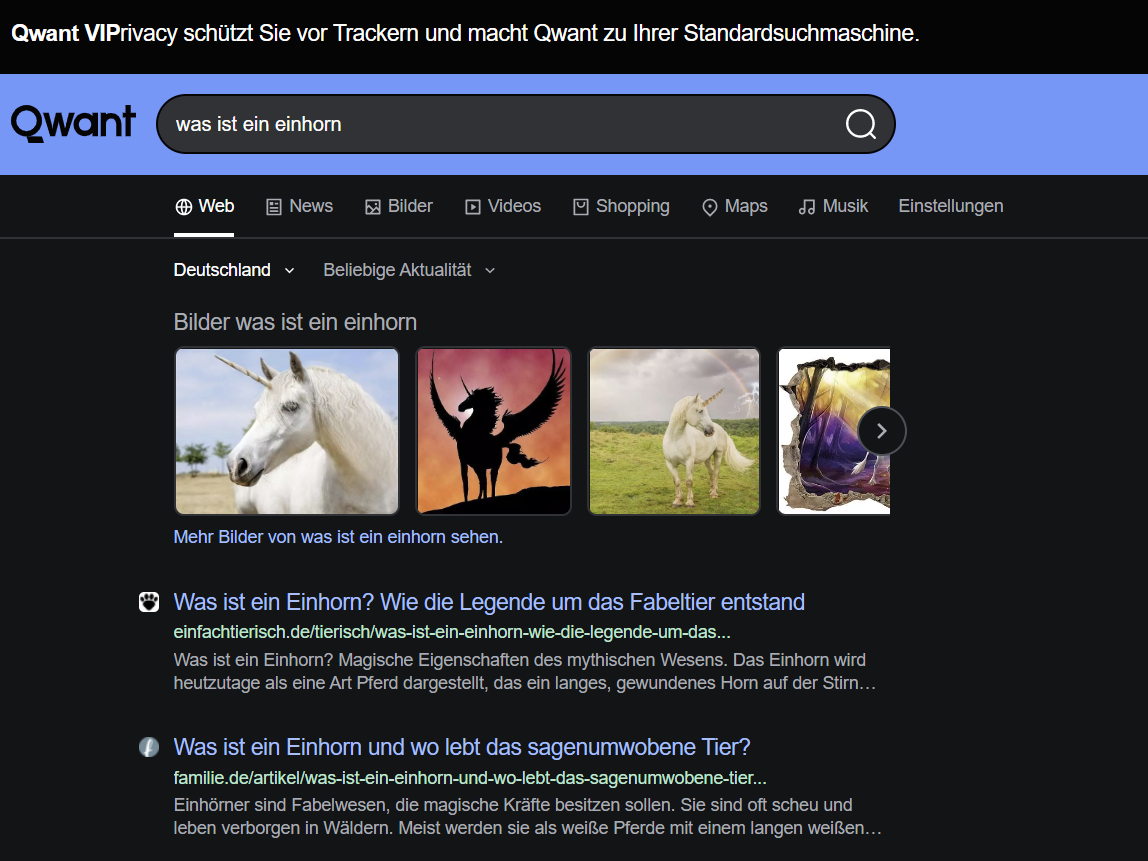 Qwant VIPrivacy schützt Sie vor Trackern und macht Qwant zu Ihrer Standardsuchmaschine.
Qwant
was ist ein einhorn
Web News Bilder Videos Shopping Maps Musik Einstellungen
Deutschland Beliebige Aktualität
Bilder was ist ein einhorn
Mehr Bilder von was ist ein einhorn sehen.
Was ist ein Einhorn? Wie die Legende um das Fabeltier entstand
einfachtierisch.de/tierisch/was-ist-ein-einhorn-wie-die-legende-um-das...
Was ist ein Einhorn? Magische Eigenschaften des mythischen Wesens. Das Einhorn wird
heutzutage als eine Art Pferd dargestellt, das ein langes, gewundenes Horn auf der Stirn…
Was ist ein Einhorn und wo lebt das sagenumwobene Tier?
familie.de/artikel/was-ist-ein-einhorn-und-wo-lebt-das-sagenumwobene-tier...
Einhörner sind Fabelwesen, die magische Kräfte besitzen sollen. Sie sind oft scheu und
leben verborgen in Wäldern. Meist werden sie als weiße Pferde mit einem langen weißen…